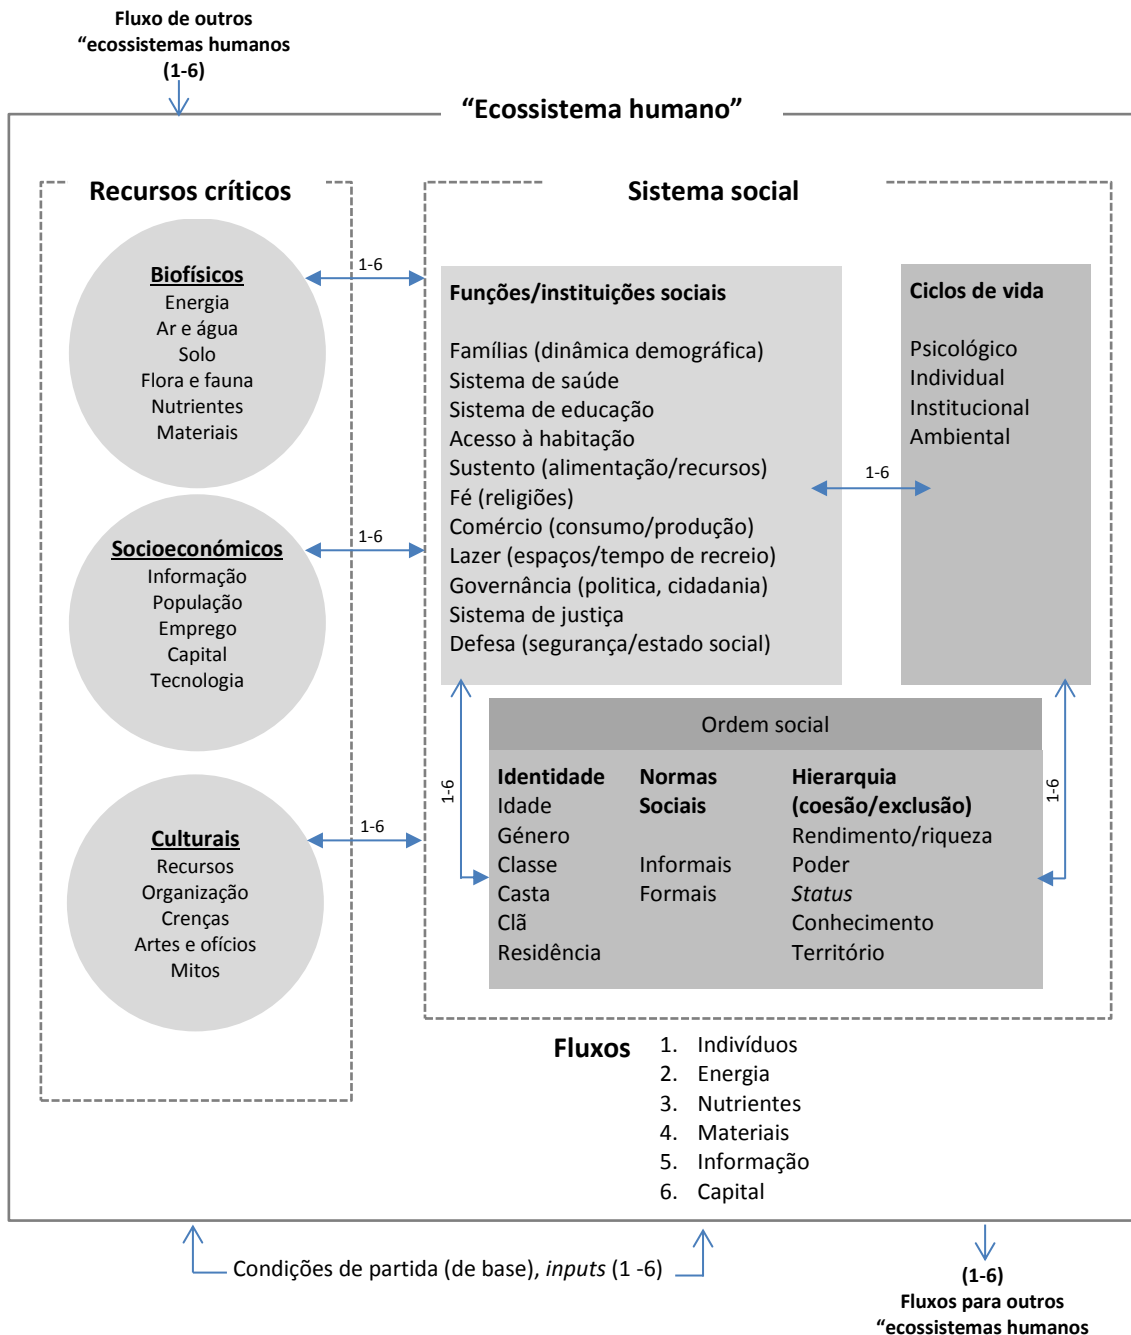 Fluxo de outros
“ecossistemas humanos
(1-6)
“Ecossistema humano”
Recursos críticos
Biofísicos
Energia
Ar e água
Solo
Flora e fauna
Nutrientes
Materiais
1-6
Socioeconómicos
Informação
População
Emprego
Capital
Tecnologia
1-6
Culturais
Recursos
Organização
Crenças
Artes e ofícios
Mitos
1-6
Sistema social
Funções/instituições sociais
Famílias (dinâmica demográfica)
Sistema de saúde
Sistema de educação
Acesso à habitação
Sustento (alimentação/recursos)
Fé (religiões)
Comércio (consumo/produção)
Lazer (espaços/tempo de recreio)
Governância (politica, cidadania)
Sistema de justiça
Defesa (segurança/estado social)
1-6
Ciclos de vida
Psicológico
Individual
Institucional
Ambiental
1-6
1-6
Ordem social
Identidade
Idade
Género
Classe
Casta
Clã
Residência
Normas
Sociais
Informais
Formais
Hierarquia
(coesão/exclusão)
Rendimento/riqueza
Poder
Status
Conhecimento
Território
Fluxos
1. Indivíduos
2. Energia
3. Nutrientes
4. Materiais
5. Informação
6. Capital
Condições de partida (de base), inputs (1 -6)
(1-6)
Fluxos para outros
“ecossistemas humanos